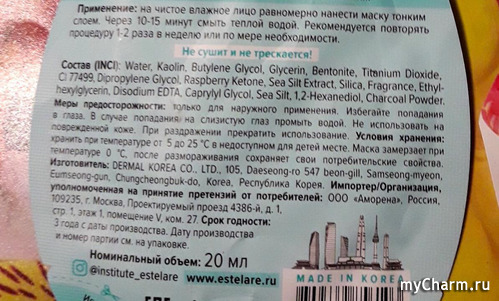 Применение: на чистое влажное лицо равномерно нанести маску тонким
слоем. Через 10-15 минут смыть теплой водой. Рекомендуется повторять
процедуру 1-2 раза в неделю или по мере необходимости.
Не сушит и не трескается!
Состав (INCI): Water, Kaolin, Butylene Glycol, Glycerin, Bentonite, Titanium Dioxide,
CI 77499, Dipropylene Glycol, Raspberry Ketone, Sea Silt Extract, Silica, Fragrance, Ethyl-
hexylglycerin, Disodium EDTA, Caprylyl Glycol, Sea Silt, 1,2-Hexanediol, Charcoal Powder.
Меры предосторожности: только для наружного применения. Избегайте попадания
в глаза. В случае попадания на слизистую глаз промыть водой. Не использовать на
поврежденной коже. При раздражении прекратить использование. Условия хранения:
хранить при температуре от 5 до 25 °C в недоступном для детей месте. Маска замерзает при
температуре 0 °C, после размораживания сохраняет свои потребительские свойства.
Изготовитель: DERMAL KOREA CO., LTD., 105, Daeseong-ro 547 beon-gill, Samseong-myeon,
Eumseong-gun, Chungcheongbuk-do, Korea, Республика Корея. Импортер/Организация,
уполномоченная на принятие претензий от потребителей: ООО «Аморена», Россия,
109235, г. Москва, Проектируемый проезд 4386-й, д. 1,
стр. 1, этаж 1, помещение V, ком. 27. Срок годности:
3 года с даты производства. Дата производства
и номер партии см. на упаковке.
Номинальный объем: 20 мл
@institute_estelare www.estelare.ru
MADE IN KOREA
myCharm.ru